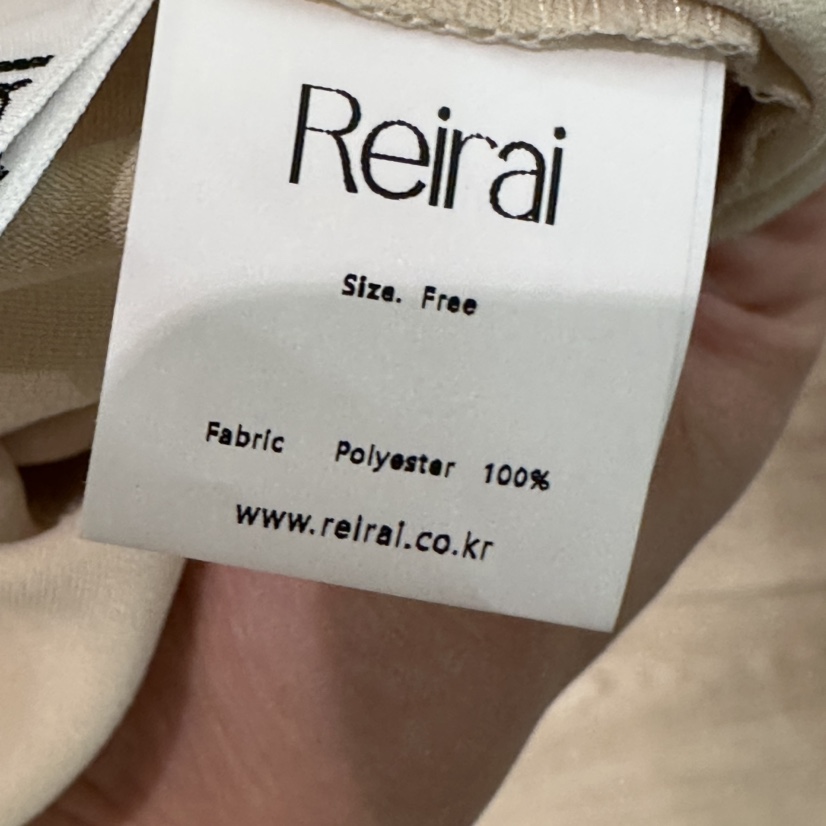 Reirai
Size. Free
Fabric Polyester 100%
www.reirai.co.kr